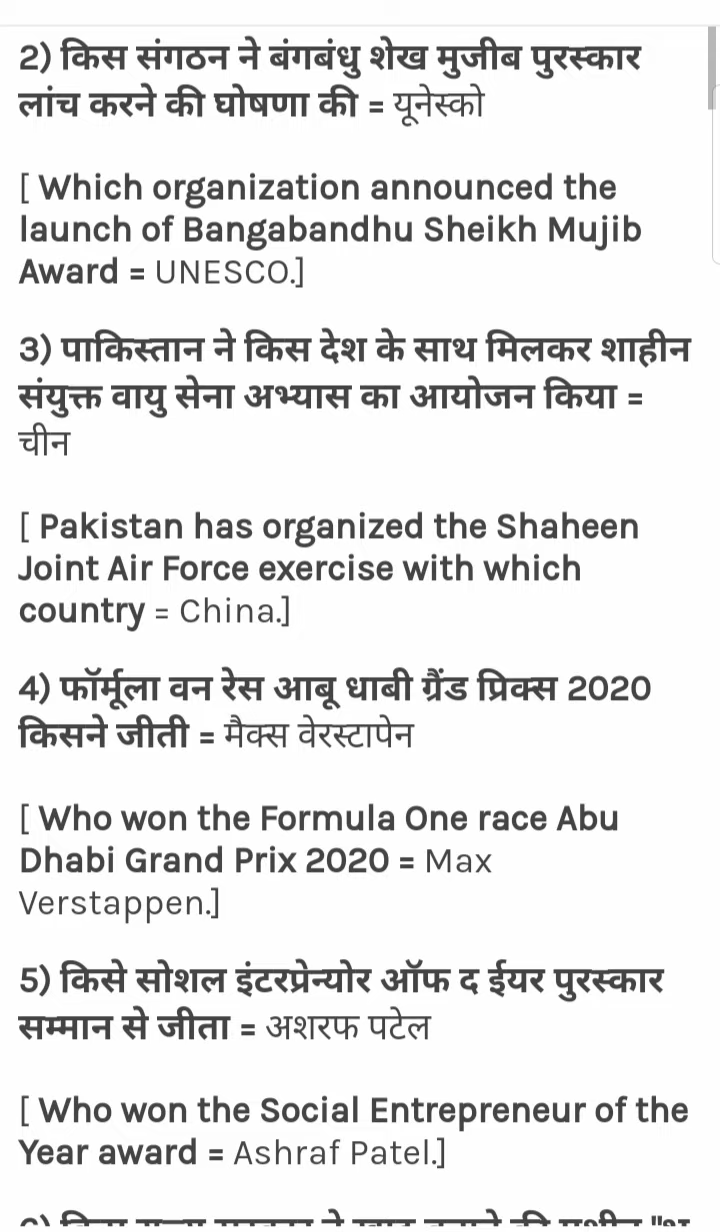 2) किस संगठन ने बंगबंधु शेख मुजीब पुरस्कार
लांच करने की घोषणा की = यूनेस्को
[ Which organization announced the
launch of Bangabandhu Sheikh Mujib
Award = UNESCO.]
3) पाकिस्तान ने किस देश के साथ मिलकर शाहीन
संयुक्त वायु सेना अभ्यास का आयोजन किया =
चीन
[ Pakistan has organized the Shaheen
Joint Air Force exercise with which
country = China.]
4) फॉर्मूला वन रेस आबू धाबी ग्रैंड प्रिक्स 2020
किसने जीती = मैक्स वेरस्टापेन
[ Who won the Formula One race Abu
Dhabi Grand Prix 2020 = Max
Verstappen.]
5) किसे सोशल इंटरप्रेन्योर ऑफ द ईयर पुरस्कार
सम्मान से जीता = अशरफ पटेल
[ Who won the Social Entrepreneur of the
Year award = Ashraf Patel.]